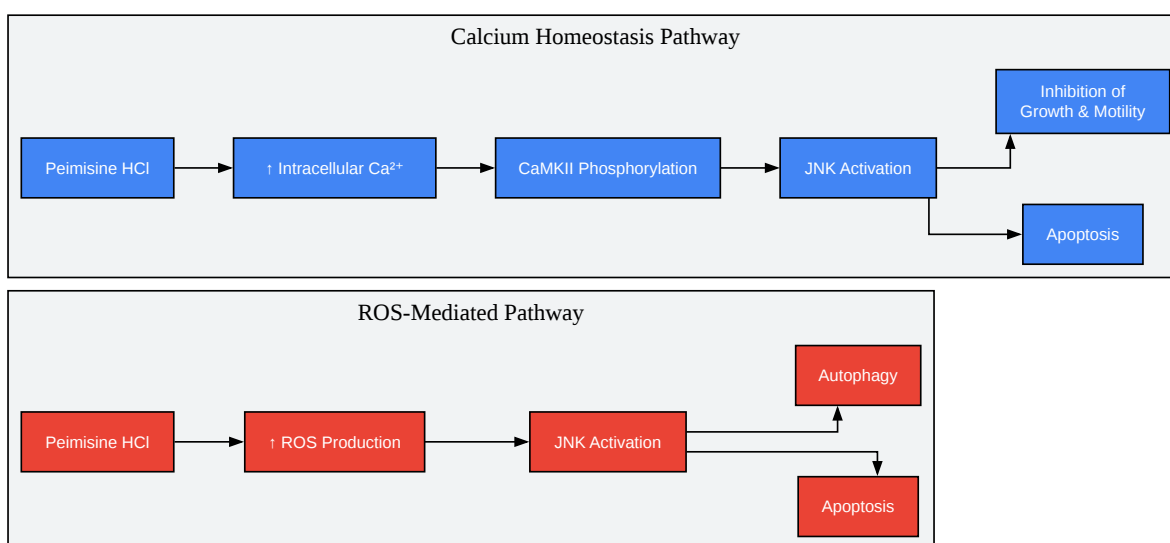 Calcium Homeostasis Pathway
Inhibition of
Growth & Motility
Peimisine HCl
↑ Intracellular Ca²⁺
CaMKII Phosphorylation
JNK Activation
Apoptosis
ROS-Mediated Pathway
Autophagy
Peimisine HCl
↑ ROS Production
JNK Activation
Apoptosis